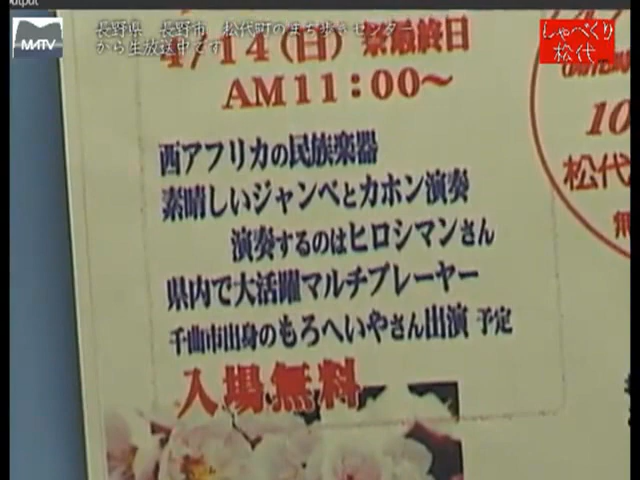 output
MATV
長野県 長野市 松代町のまち歩きセンター
から生放送中です
しゃべくり
松代
4/14(日) 祭最終日
AM11:00〜
西アフリカの民族楽器
素晴しいジャンベとカホン演奏
演奏するのはヒロシマンさん
県内で大活躍マルチプレーヤー
千曲市出身のもろへいやさん出演 予定
入場無料
10
松代
無